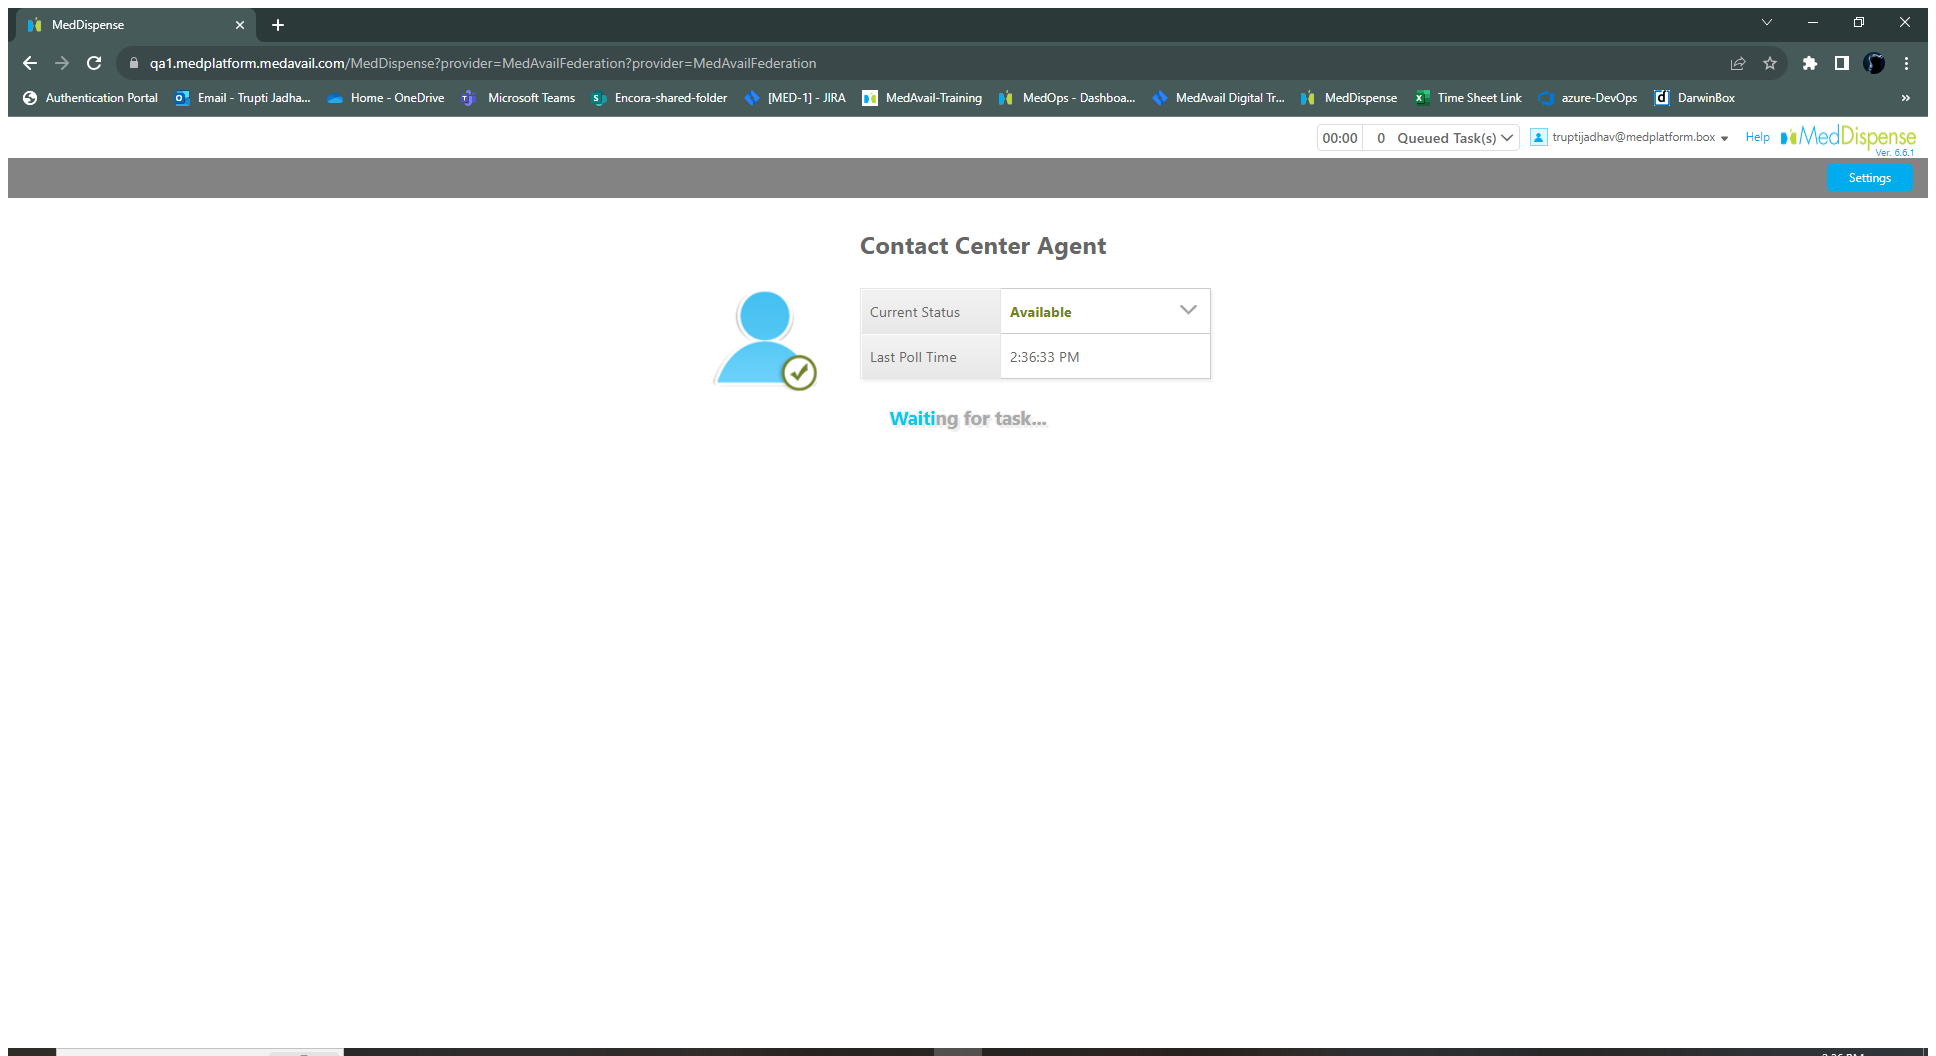 MedDispense
qa1.medplatform.medavail.com/MedDispense?provider=MedAvailFederation?provider=MedAvailFederation
Authentication Portal Email - Trupti Jadha... Home - OneDrive Microsoft Teams Encora-shared-folder [MED-1] - JIRA MedAvail-Training MedOps - Dashboa... MedAvail Digital Tr... MedDispense Time Sheet Link azure-DevOps DarwinBox »
00:00 0 Queued Task(s) truptijadhav@medplatform.box Help MedDispense
Ver. 6.6.1
Settings
Contact Center Agent
Current Status Available
Last Poll Time 2:36:33 PM
Waiting for task...